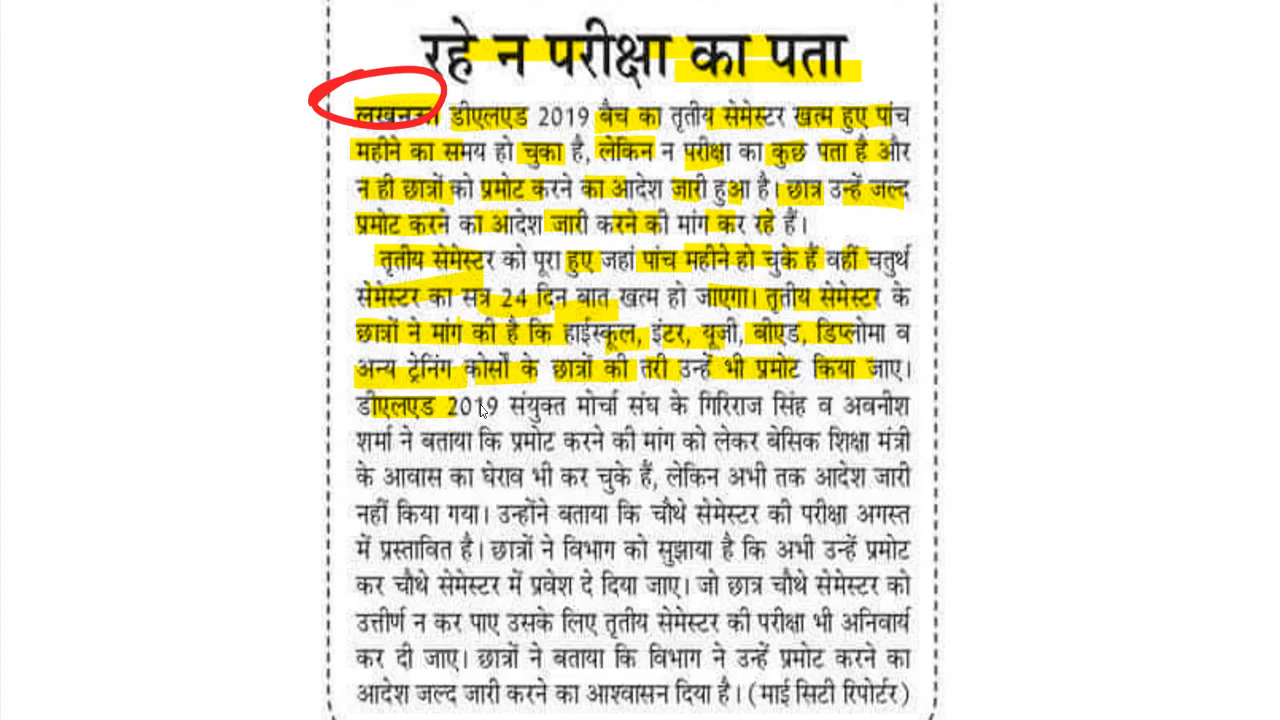 रहे न परीक्षा का पता
लखनऊ। डीएलएड 2019 बैच का तृतीय सेमेस्टर खत्म हुए पांच
महीने का समय हो चुका है, लेकिन न परीक्षा का कुछ पता है और
न ही छात्रों को प्रमोट करने का आदेश जारी हुआ है। छात्र उन्हें जल्द
प्रमोट करने का आदेश जारी करने की मांग कर रहे हैं।
तृतीय सेमेस्टर को पूरा हुए जहां पांच महीने हो चुके हैं वहीं चतुर्थ
सेमेस्टर का सत्र 24 दिन बात खत्म हो जाएगा। तृतीय सेमेस्टर के
छात्रों ने मांग की है कि हाईस्कूल, इंटर, यूजी, बीएड, डिप्लोमा व
अन्य ट्रेनिंग कोर्सों के छात्रों की तरी उन्हें भी प्रमोट किया जाए।
डीएलएड 2019 संयुक्त मोर्चा संघ के गिरिराज सिंह व अवनीश
शर्मा ने बताया कि प्रमोट करने की मांग को लेकर बेसिक शिक्षा मंत्री
के आवास का घेराव भी कर चुके हैं, लेकिन अभी तक आदेश जारी
नहीं किया गया। उन्होंने बताया कि चौथे सेमेस्टर की परीक्षा अगस्त
में प्रस्तावित है। छात्रों ने विभाग को सुझाया है कि अभी उन्हें प्रमोट
कर चौथे सेमेस्टर में प्रवेश दे दिया जाए। जो छात्र चौथे सेमेस्टर को
उत्तीर्ण न कर पाए उसके लिए तृतीय सेमेस्टर की परीक्षा भी अनिवार्य
कर दी जाए। छात्रों ने बताया कि विभाग ने उन्हें प्रमोट करने का
आदेश जल्द जारी करने का आश्वासन दिया है। (माई सिटी रिपोर्टर)